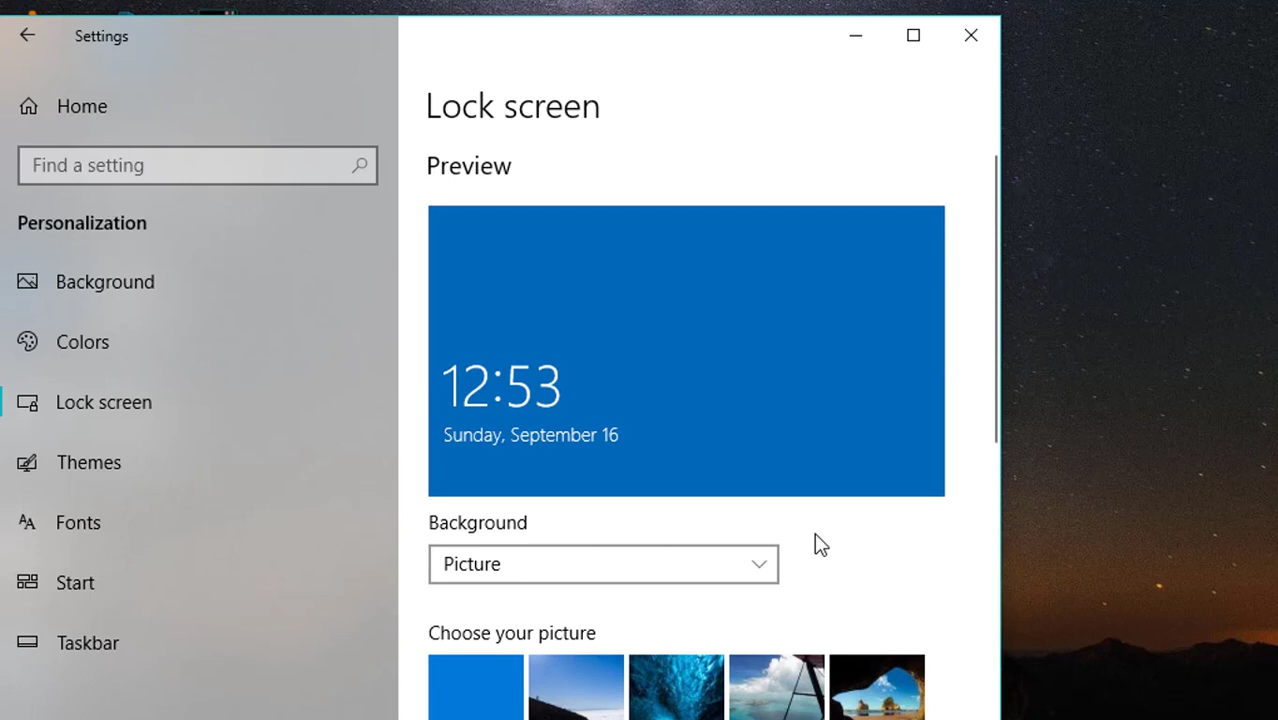 Settings
Home
Find a setting
Personalization
Background
Colors
Lock screen
Themes
Fonts
Start
Taskbar
Lock screen
Preview
12:53
Sunday, September 16
Background
Picture
Choose your picture